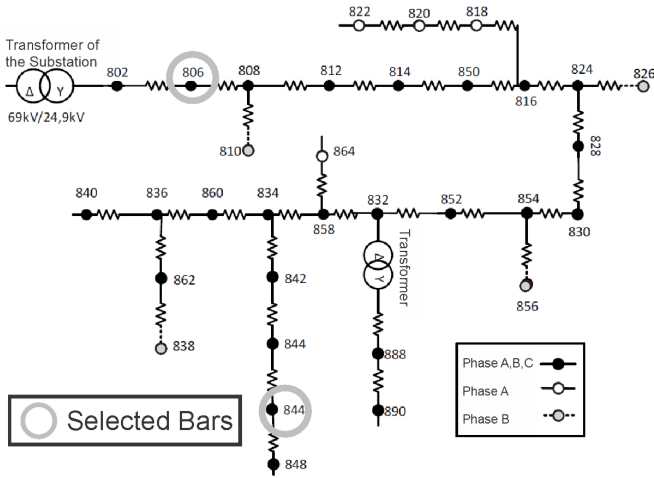 822 820 818
Transformer of
the Substation
802 806 808 812 814 850 824 826
816
Δ Y
69kV/24,9kV
810
864
828
840 836 860 834 832 852 854
858 830
Transformer
Δ
Y
862 842
856
838 844 888
Phase A,B,C
Phase A
Phase B
Selected Bars
844 890
848